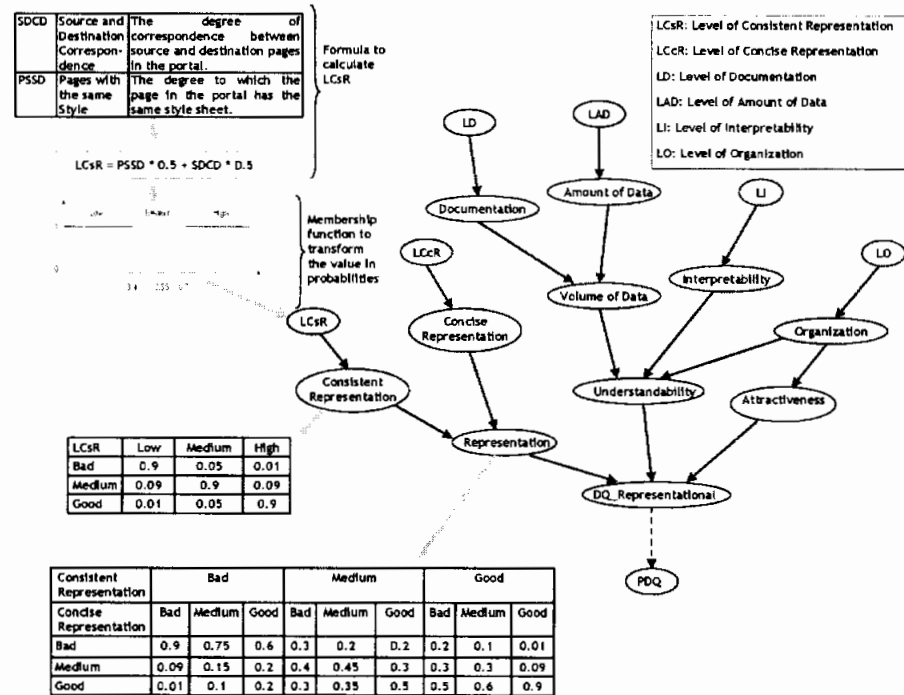 SDCD Source and Destination Correspon-dence The degree of correspondence between source and destination pages in the portal.
PSSD Pages with the same Style The degree to which the page in the portal has the same style sheet.
Formula to
calculate
LCsR
LCsR = PSSD * 0.5 + SDCD * D.5
Low High
Membership
function to
transform
the value in
probabilities
LCsR: Level of Consistent Representation
LCcR: Level of Concise Representation
LD: Level of Documentation
LAD: Level of Amount of Data
LI: Level of Interpretability
LO: Level of Organization
LD
LAD
Documentation
Amount of Data
LI
LCcR
LO
Volume of Data
Interpretability
LCsR
Concise
Representation
Organization
Consistent
Representation
Understandability
Attractiveness
Representation
DQ_Representational
PDQ
LCsR Low Medium High
Bad 0.9 0.05 0.01
Medium 0.09 0.9 0.09
Good 0.01 0.05 0.9
Consistent
Representation Bad Medium Good
Concise
Representation Bad Medium Good Bad Medium Good Bad Medium Good
Bad 0.9 0.75 0.6 0.3 0.2 0.2 0.2 0.1 0.01
Medium 0.09 0.15 0.2 0.4 0.45 0.3 0.3 0.3 0.09
Good 0.01 0.1 0.2 0.3 0.35 0.5 0.5 0.6 0.9